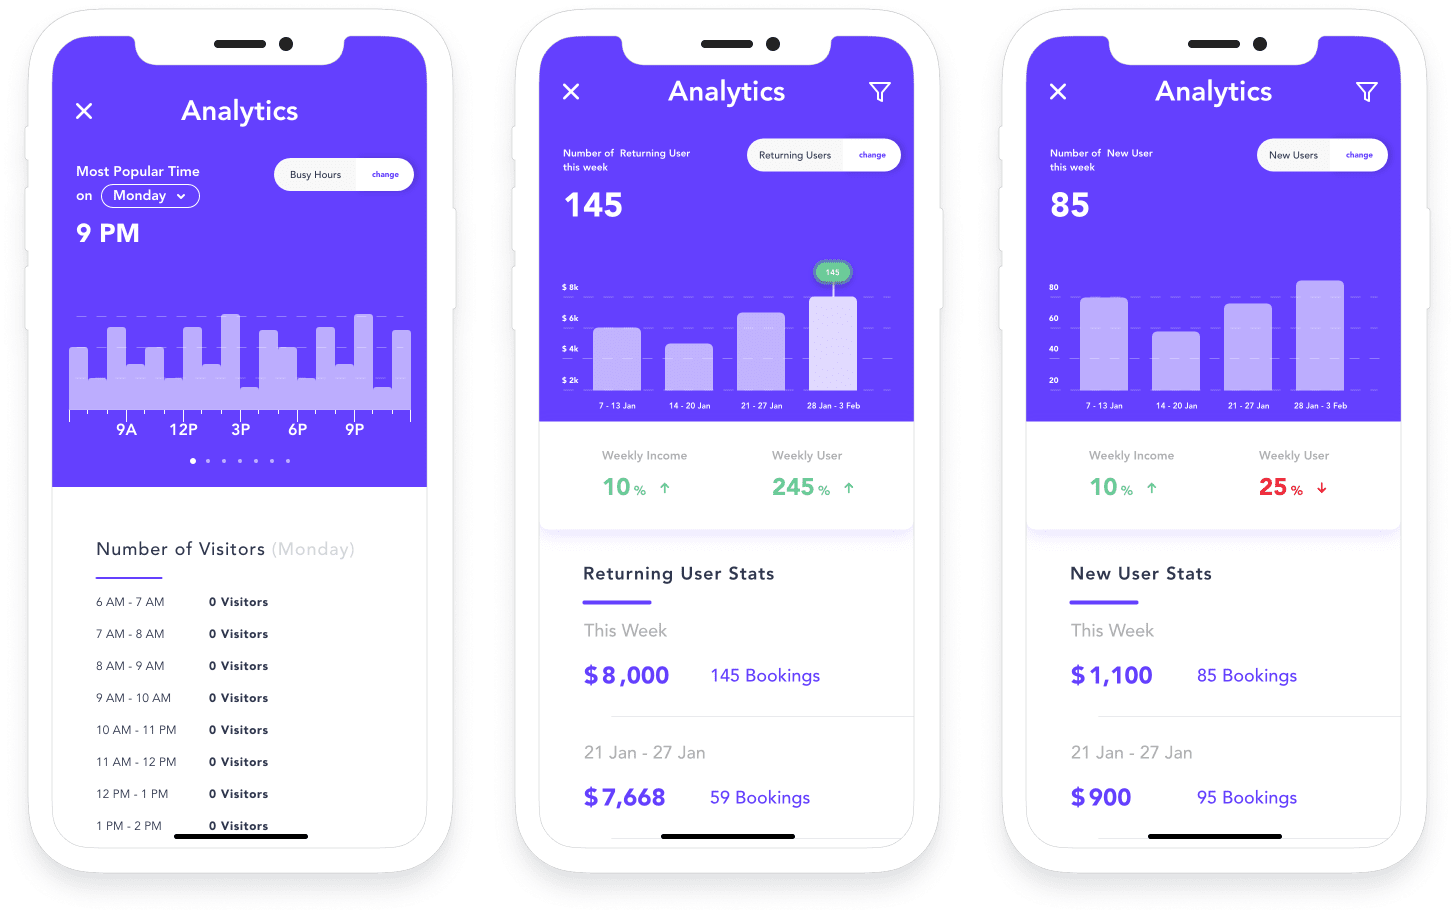 Analytics
Most Popular Time
on Monday
Busy Hours change
9 PM
9A 12P 3P 6P 9P
Number of Visitors (Monday)
6 AM - 7 AM 0 Visitors
7 AM - 8 AM 0 Visitors
8 AM - 9 AM 0 Visitors
9 AM - 10 AM 0 Visitors
10 AM - 11 PM 0 Visitors
11 AM - 12 PM 0 Visitors
12 PM - 1 PM 0 Visitors
1 PM - 2 PM 0 Visitors
Analytics
Number of Returning User
this week
Returning Users change
145
145
$ 8k
$ 6k
$ 4k
$ 2k
7 - 13 Jan 14 - 20 Jan 21 - 27 Jan 28 Jan - 3 Feb
Weekly Income Weekly User
10 % 245 %
Returning User Stats
This Week
$8,000 145 Bookings
21 Jan - 27 Jan
$7,668 59 Bookings
Analytics
Number of New User
this week
New Users change
85
80
60
40
20
7 - 13 Jan 14 - 20 Jan 21 - 27 Jan 28 Jan - 3 Feb
Weekly Income Weekly User
10 % 25 %
New User Stats
This Week
$1,100 85 Bookings
21 Jan - 27 Jan
$900 95 Bookings